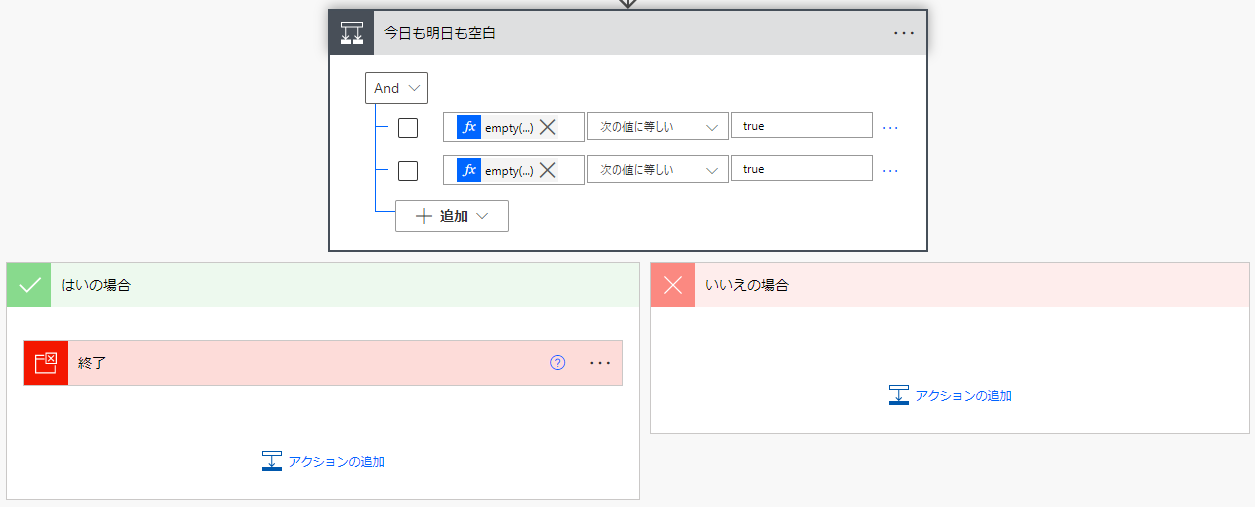 今日も明日も空白
And
fx empty(...) 次の値に等しい true
fx empty(...) 次の値に等しい true
追加
はいの場合
いいえの場合
終了
アクションの追加
アクションの追加